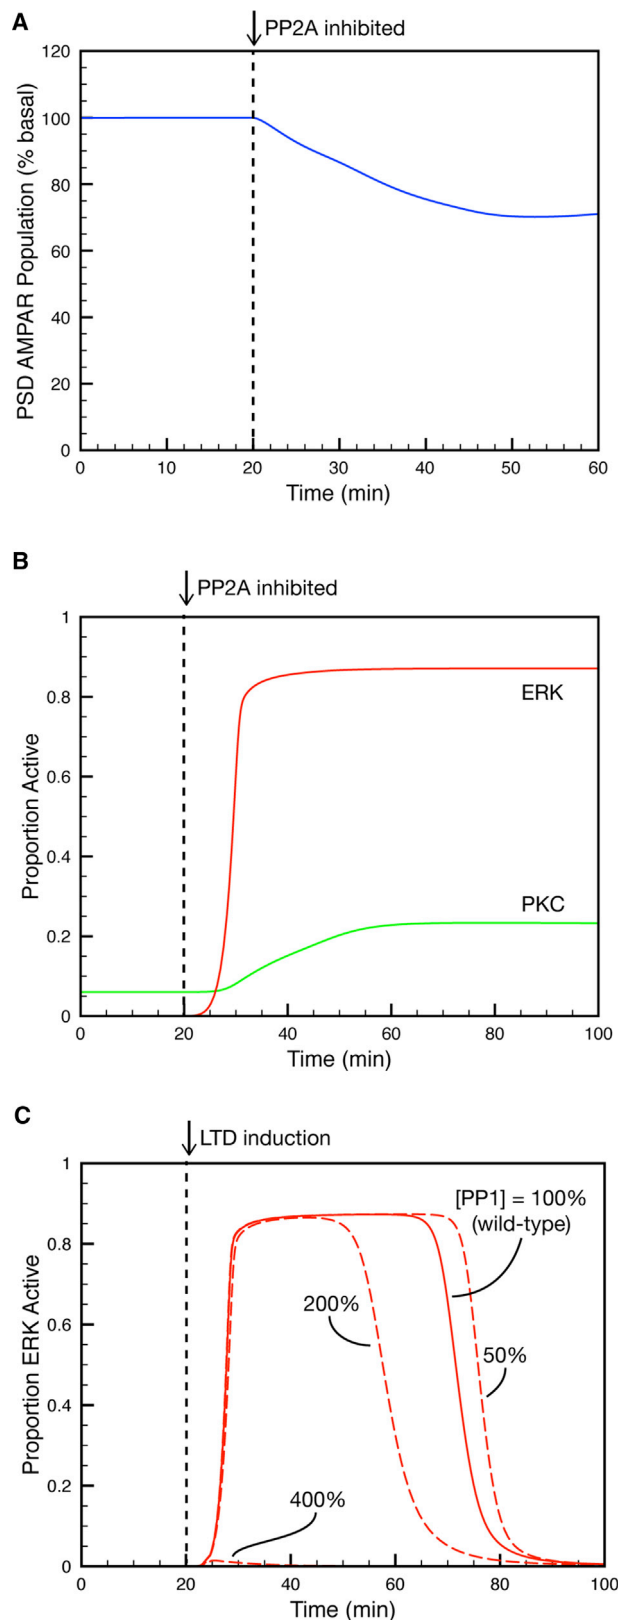 A
PP2A inhibited
120
100
80
60
40
20
0
PSD AMPAR Population (% basal)
0 10 20 30 40 50 60
Time (min)
B
PP2A inhibited
1
0.8
0.6
0.4
0.2
0
Proportion Active
ERK
PKC
0 20 40 60 80 100
Time (min)
C
LTD induction
1
0.8
0.6
0.4
0.2
0
Proportion ERK Active
[PP1] = 100%
(wild-type)
200%
50%
400%
0 20 40 60 80 100
Time (min)